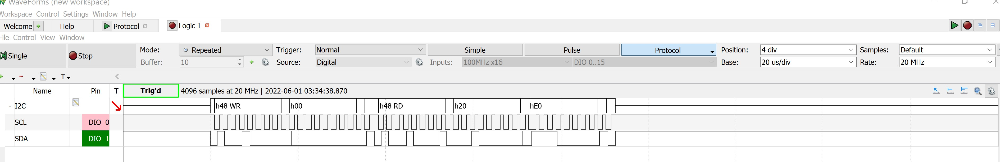 WaveForms (new workspace)
Workspace Control Settings Window Help
Welcome Help Protocol Logic 1
File Control View Window
Single Stop Mode: Repeated Trigger: Normal Simple Pulse Protocol Position: 4 div Samples: Default
Buffer: 10 Source: Digital Inputs: 100MHz x16 DIO 0..15 Base: 20 us/div Rate: 20 MHz
T
Name Pin T Trig'd 4096 samples at 20 MHz | 2022-06-01 03:34:38.870
- I2C h48 WR h00 h48 RD h20 hE0
SCL DIO 0
SDA DIO 1